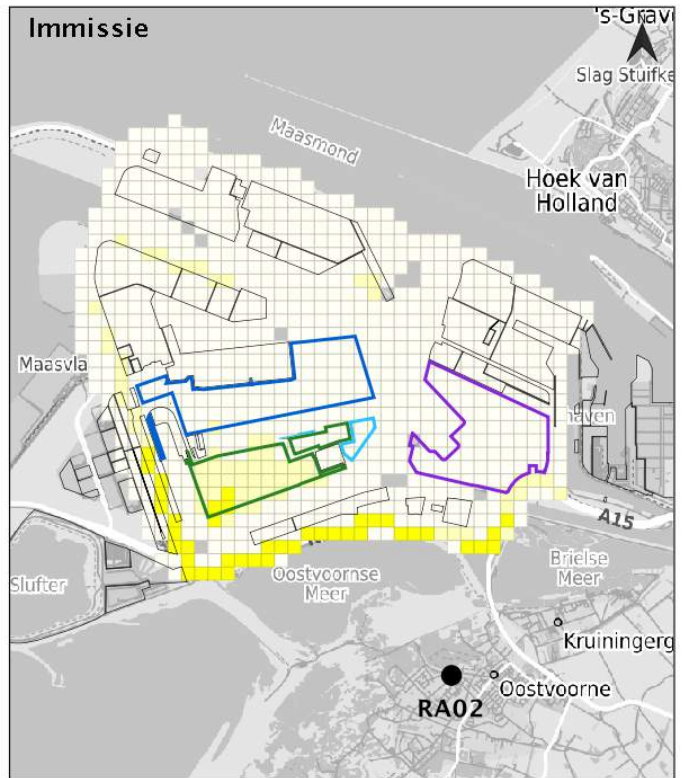 Immissie
's-Grav
Slag Stuifke
Maasmond
Hoek van
Holland
Maasvla
haven
A15
Slufter
Oostvoornse
Meer
Brielse
Meer
Kruiningerg
Oostvoorne
RA02